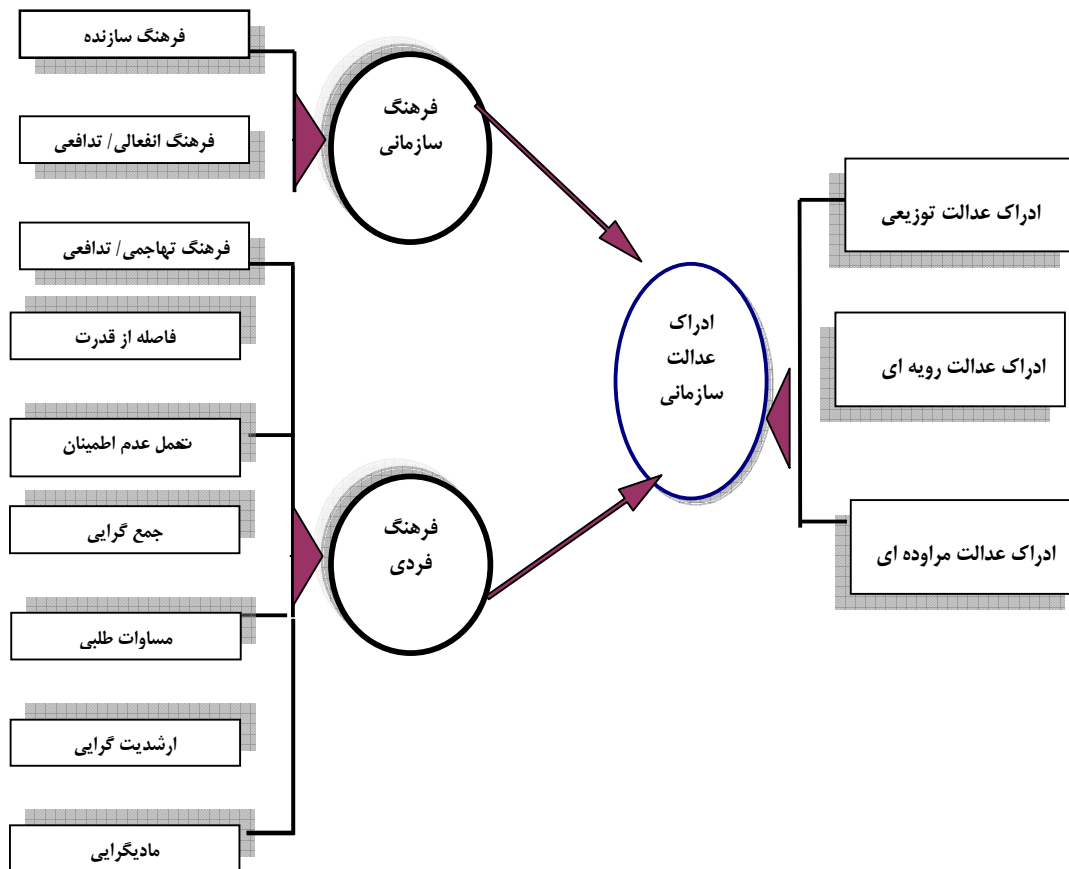 فرهنگ سازنده
فرهنگ انفعالی/ تدافعی
فرهنگ تهاجمی/ تدافعی
فاصله از قدرت
تحمل عدم اطمینان
جمع گرایی
مساوات طلبی
ارشدیت گرایی
مادیگرایی
فرهنگ
سازمانی
فرهنگ
فردی
ادراک
عدالت
سازمانی
ادراک عدالت توزیعی
ادراک عدالت رویه ای
ادراک عدالت مراوده ای